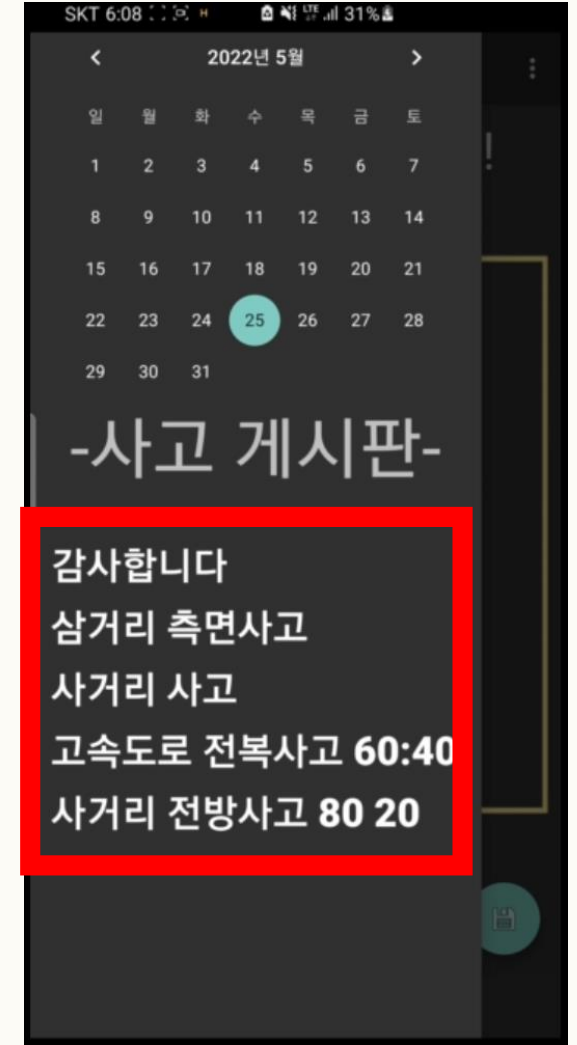 SKT 6:08 H LTE 31%
2022년 5월
일 월 화 수 목 금 토
1 2 3 4 5 6 7
8 9 10 11 12 13 14
15 16 17 18 19 20 21
22 23 24 25 26 27 28
29 30 31
!
-사고 게시판-
감사합니다
삼거리 측면사고
사거리 사고
고속도로 전복사고 60:40
사거리 전방사고 80 20